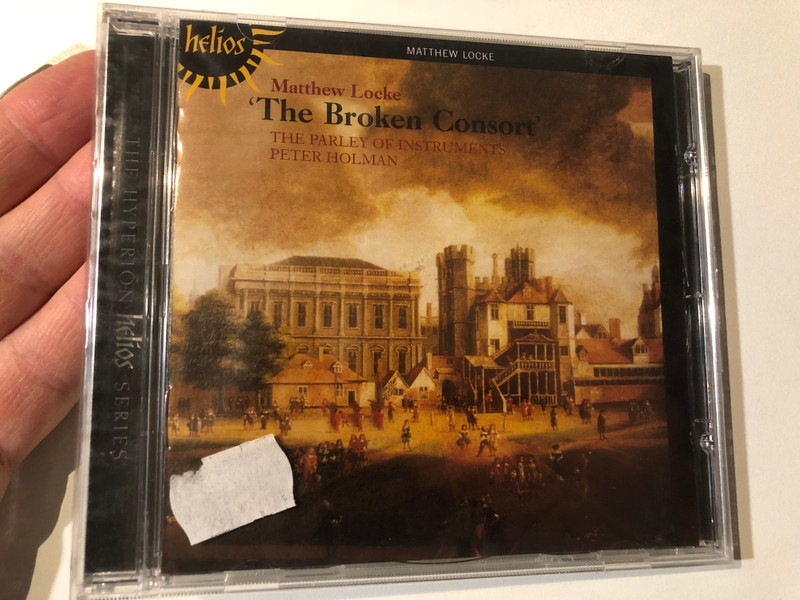 helios
MATTHEW LOCKE
Matthew Locke
‘The Broken Consort’
THE PARLEY OF INSTRUMENTS
PETER HOLMAN
THE HYPERION helios SERIES